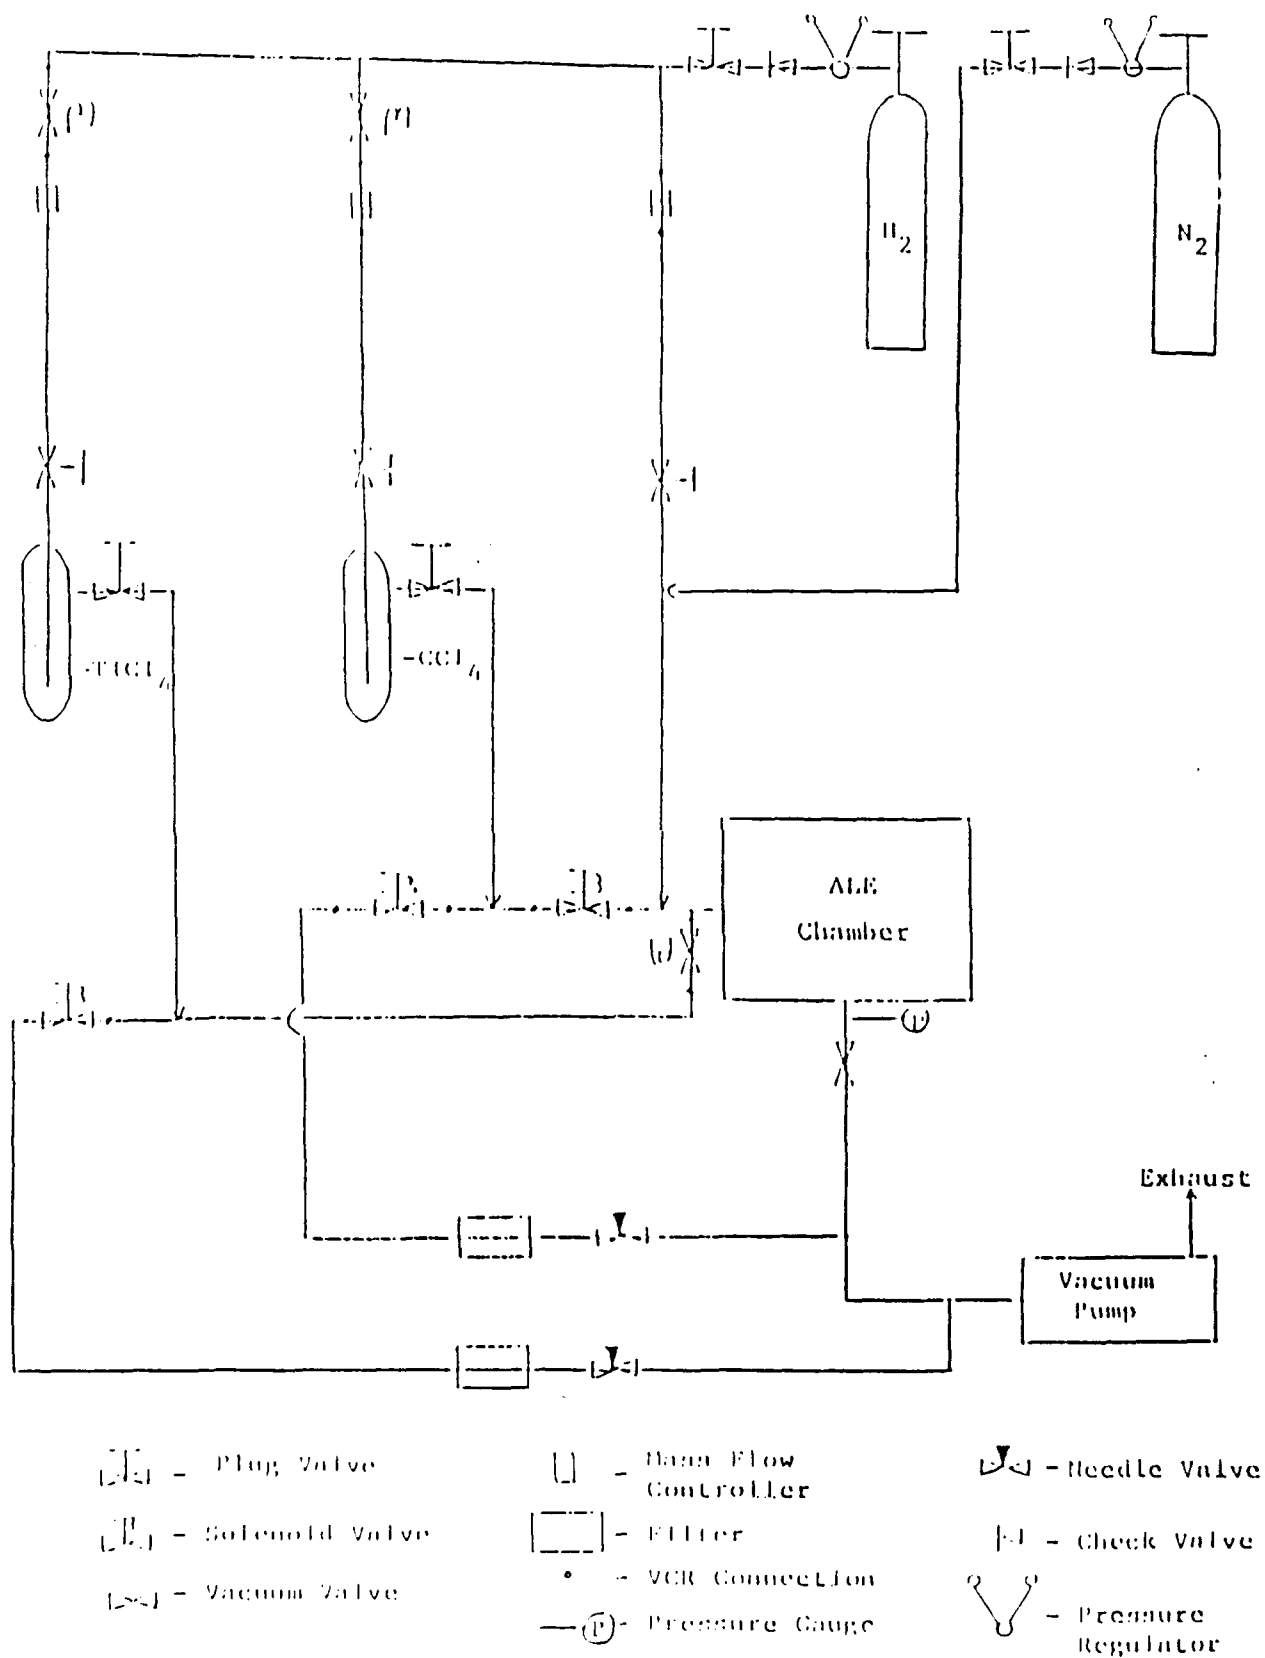 H2
N2
-CCl4
ALE
Chamber
P
Exhaust
Vacuum
Pump
- Plug Valve
- Mass Flow
Controller
- Needle Valve
- Solenoid Valve
- Filter
- Check Valve
- Vacuum Valve
- VCR Connection
P - Pressure Gauge
- Pressure
Regulator